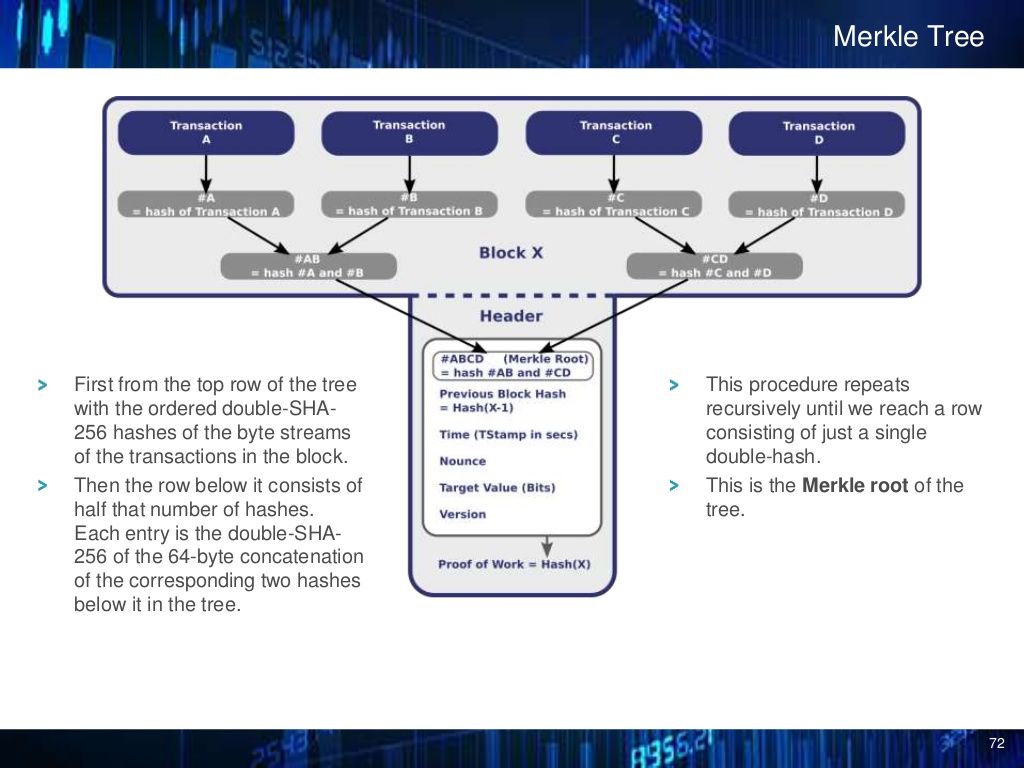 Merkle Tree
Transaction
A
Transaction
B
Transaction
C
Transaction
D
#A
= hash of Transaction A
#B
= hash of Transaction B
#C
= hash of Transaction C
#D
= hash of Transaction D
#AB
= hash #A and #B
Block X
#CD
= hash #C and #D
Header
#ABCD (Merkle Root)
= hash #AB and #CD
Previous Block Hash
= Hash(X-1)
Time (TStamp in secs)
Nounce
Target Value (Bits)
Version
Proof of Work = Hash(X)
> First from the top row of the tree
with the ordered double-SHA-
256 hashes of the byte streams
of the transactions in the block.
> Then the row below it consists of
half that number of hashes.
Each entry is the double-SHA-
256 of the 64-byte concatenation
of the corresponding two hashes
below it in the tree.
> This procedure repeats
recursively until we reach a row
consisting of just a single
double-hash.
> This is the Merkle root of the
tree.
72